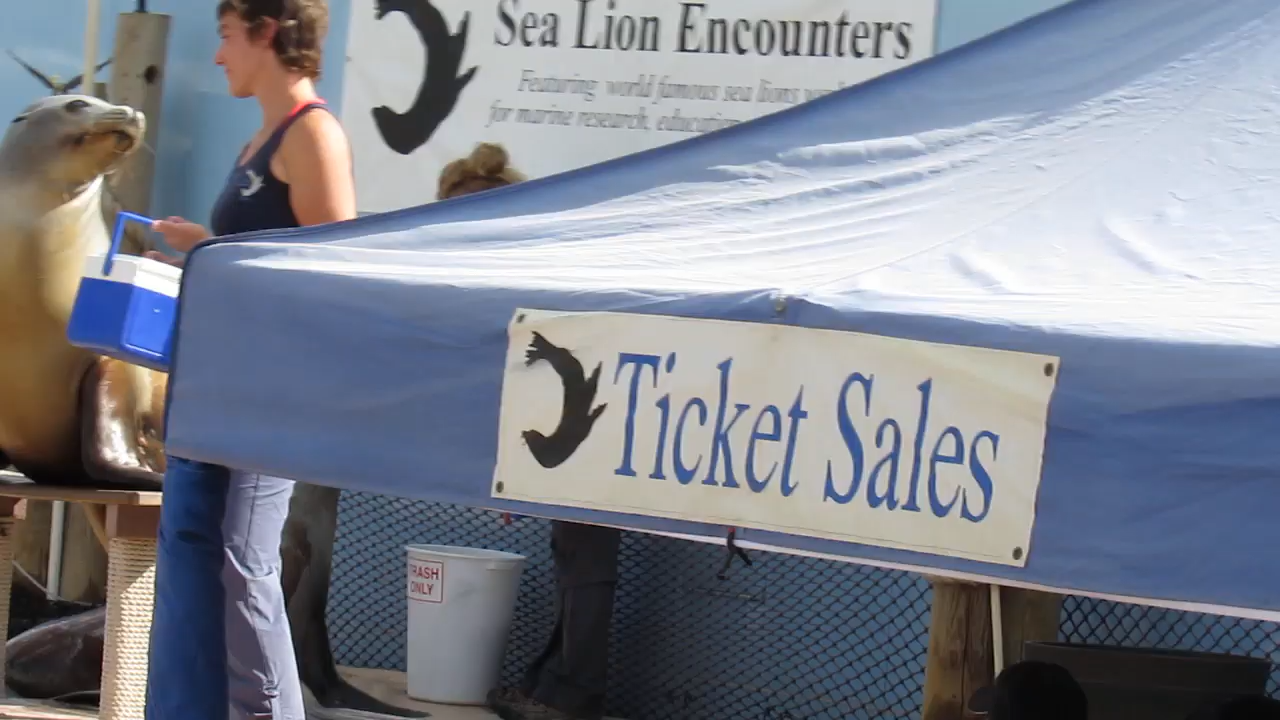 Sea Lion Encounters
Featuring world famous sea lions
for marine research, education
Ticket Sales
TRASH
ONLY